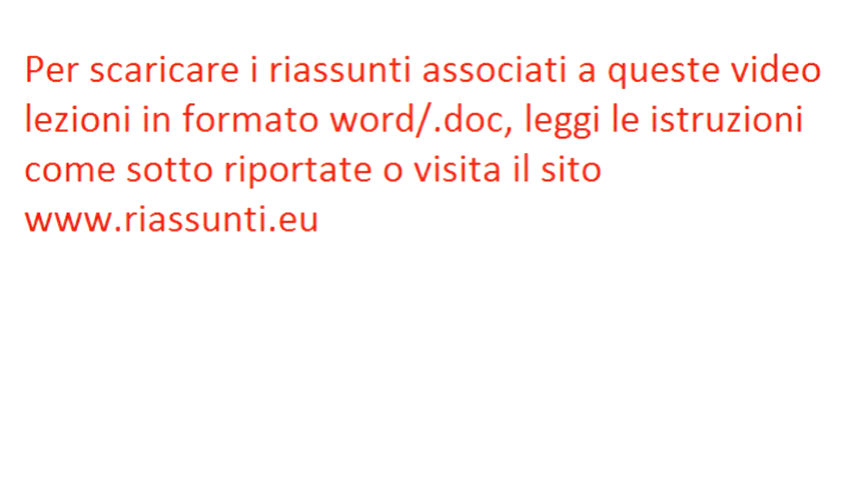 Per scaricare i riassunti associati a queste video
lezioni in formato word/.doc, leggi le istruzioni
come sotto riportate o visita il sito
www.riassunti.eu